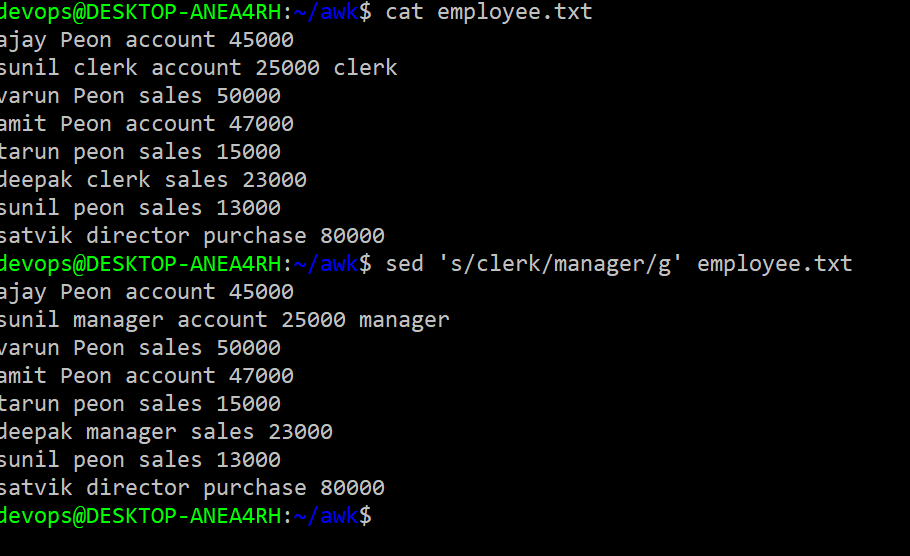 devops@DESKTOP-ANEA4RH:~/awk$ cat employee.txt
ajay Peon account 45000
sunil clerk account 25000 clerk
varun Peon sales 50000
amit Peon account 47000
tarun peon sales 15000
deepak clerk sales 23000
sunil peon sales 13000
satvik director purchase 80000
devops@DESKTOP-ANEA4RH:~/awk$ sed 's/clerk/manager/g' employee.txt
ajay Peon account 45000
sunil manager account 25000 manager
varun Peon sales 50000
amit Peon account 47000
tarun peon sales 15000
deepak manager sales 23000
sunil peon sales 13000
satvik director purchase 80000
devops@DESKTOP-ANEA4RH:~/awk$